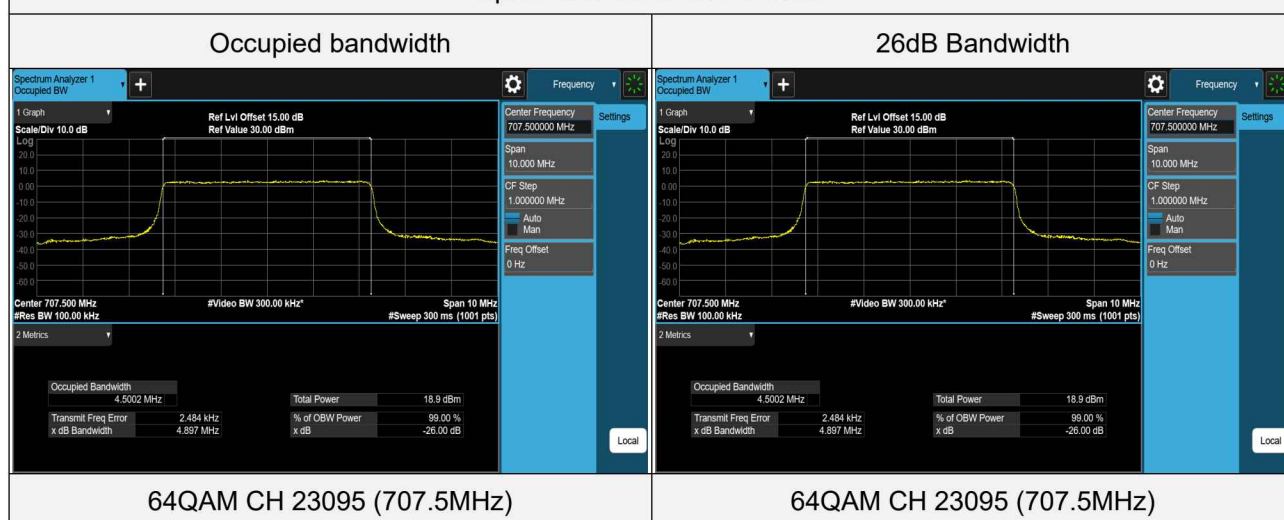 Occupied bandwidth
26dB Bandwidth
Spectrum Analyzer 1
Occupied BW
+
Frequency
1 Graph
Ref Lvl Offset 15.00 dB
Scale/Div 10.0 dB
Ref Value 30.00 dBm
Log
20.0
10.0
0.00
-10.0
-20.0
-30.0
-40.0
-50.0
-60.0
Center 707.500 MHz
#Video BW 300.00 kHz*
Span 10 MHz
#Res BW 100.00 kHz
#Sweep 300 ms (1001 pts)
Center Frequency
707.500000 MHz
Settings
Span
10.000 MHz
CF Step
1.000000 MHz
Auto
Man
Freq Offset
0 Hz
2 Metrics
Occupied Bandwidth
4.5002 MHz
Total Power 18.9 dBm
Transmit Freq Error 2.484 kHz
% of OBW Power 99.00 %
x dB Bandwidth 4.897 MHz
x dB -26.00 dB
Local
Spectrum Analyzer 1
Occupied BW
+
Frequency
1 Graph
Ref Lvl Offset 15.00 dB
Scale/Div 10.0 dB
Ref Value 30.00 dBm
Log
20.0
10.0
0.00
-10.0
-20.0
-30.0
-40.0
-50.0
-60.0
Center 707.500 MHz
#Video BW 300.00 kHz*
Span 10 MHz
#Res BW 100.00 kHz
#Sweep 300 ms (1001 pts)
Center Frequency
707.500000 MHz
Settings
Span
10.000 MHz
CF Step
1.000000 MHz
Auto
Man
Freq Offset
0 Hz
2 Metrics
Occupied Bandwidth
4.5002 MHz
Total Power 18.9 dBm
Transmit Freq Error 2.484 kHz
% of OBW Power 99.00 %
x dB Bandwidth 4.897 MHz
x dB -26.00 dB
Local
64QAM CH 23095 (707.5MHz)
64QAM CH 23095 (707.5MHz)